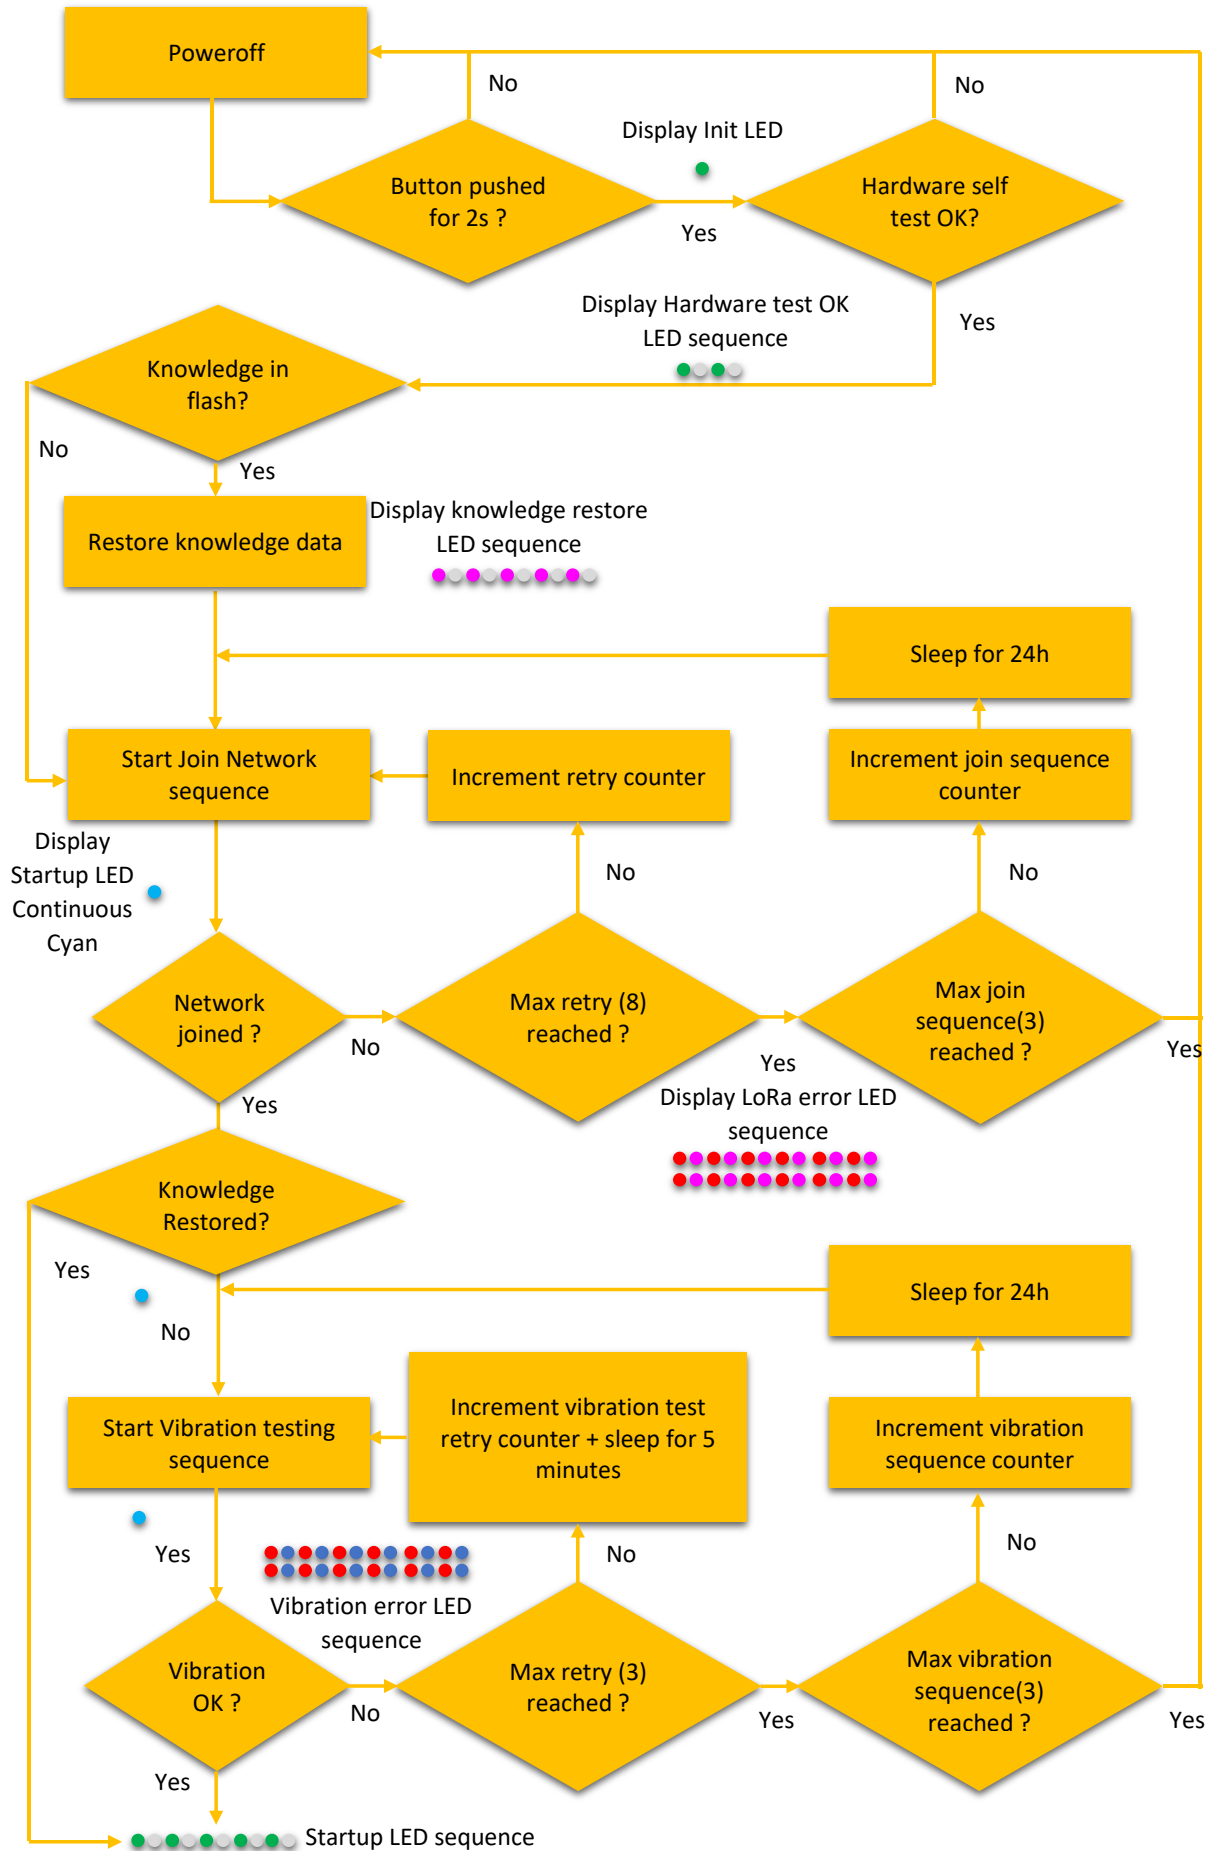 Poweroff
No
No
Display Init LED
Button pushed
for 2s ?
Yes
Hardware self
test OK?
Display Hardware test OK
LED sequence
Yes
Knowledge in
flash?
No
Yes
Restore knowledge data
Display knowledge restore
LED sequence
Sleep for 24h
Start Join Network
sequence
Increment retry counter
Increment join sequence
counter
Display
Startup LED
Continuous
Cyan
No
No
Network
joined ?
No
Max retry (8)
reached ?
Yes
Display LoRa error LED
sequence
Max join
sequence(3)
reached ?
Yes
Yes
Knowledge
Restored?
Yes
No
Sleep for 24h
Start Vibration testing
sequence
Increment vibration test
retry counter + sleep for 5
minutes
Increment vibration
sequence counter
Yes
No
No
Vibration error LED
sequence
Vibration
OK ?
No
Max retry (3)
reached ?
Yes
Max vibration
sequence(3)
reached ?
Yes
Yes
Startup LED sequence